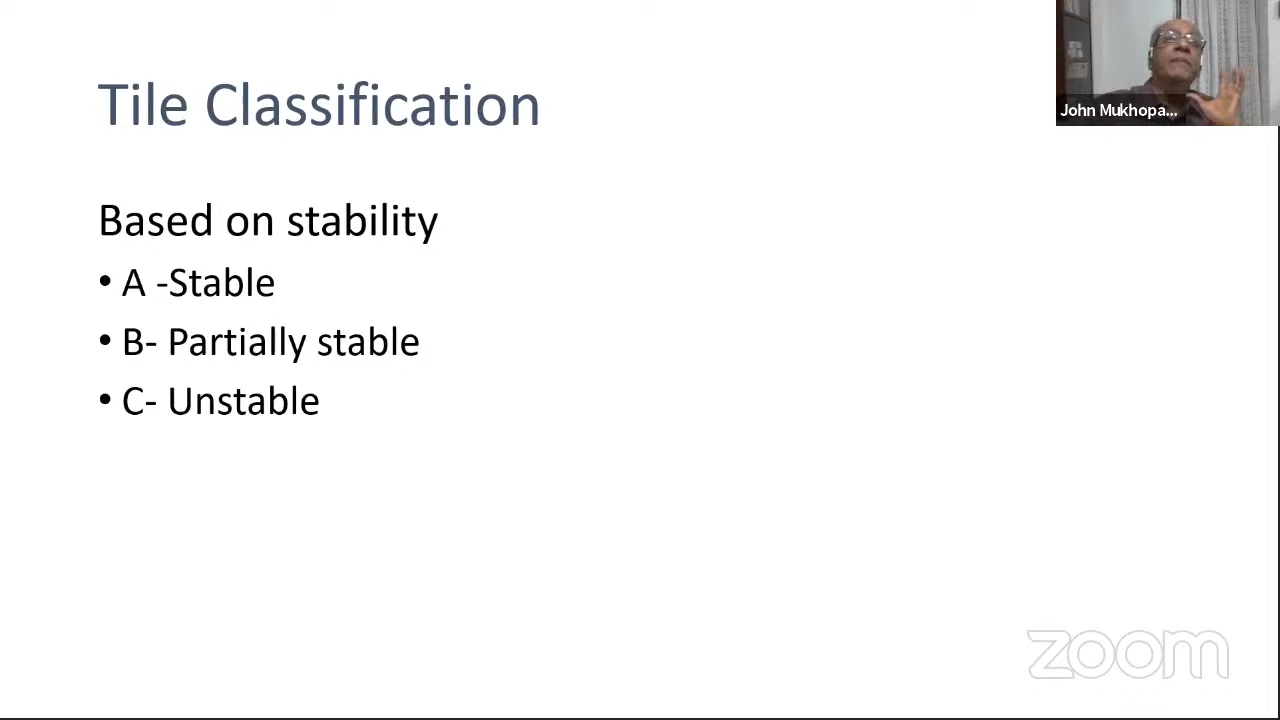 Tile Classification
John Mukhopa...
Based on stability
• A -Stable
• B- Partially stable
• C- Unstable
zoom